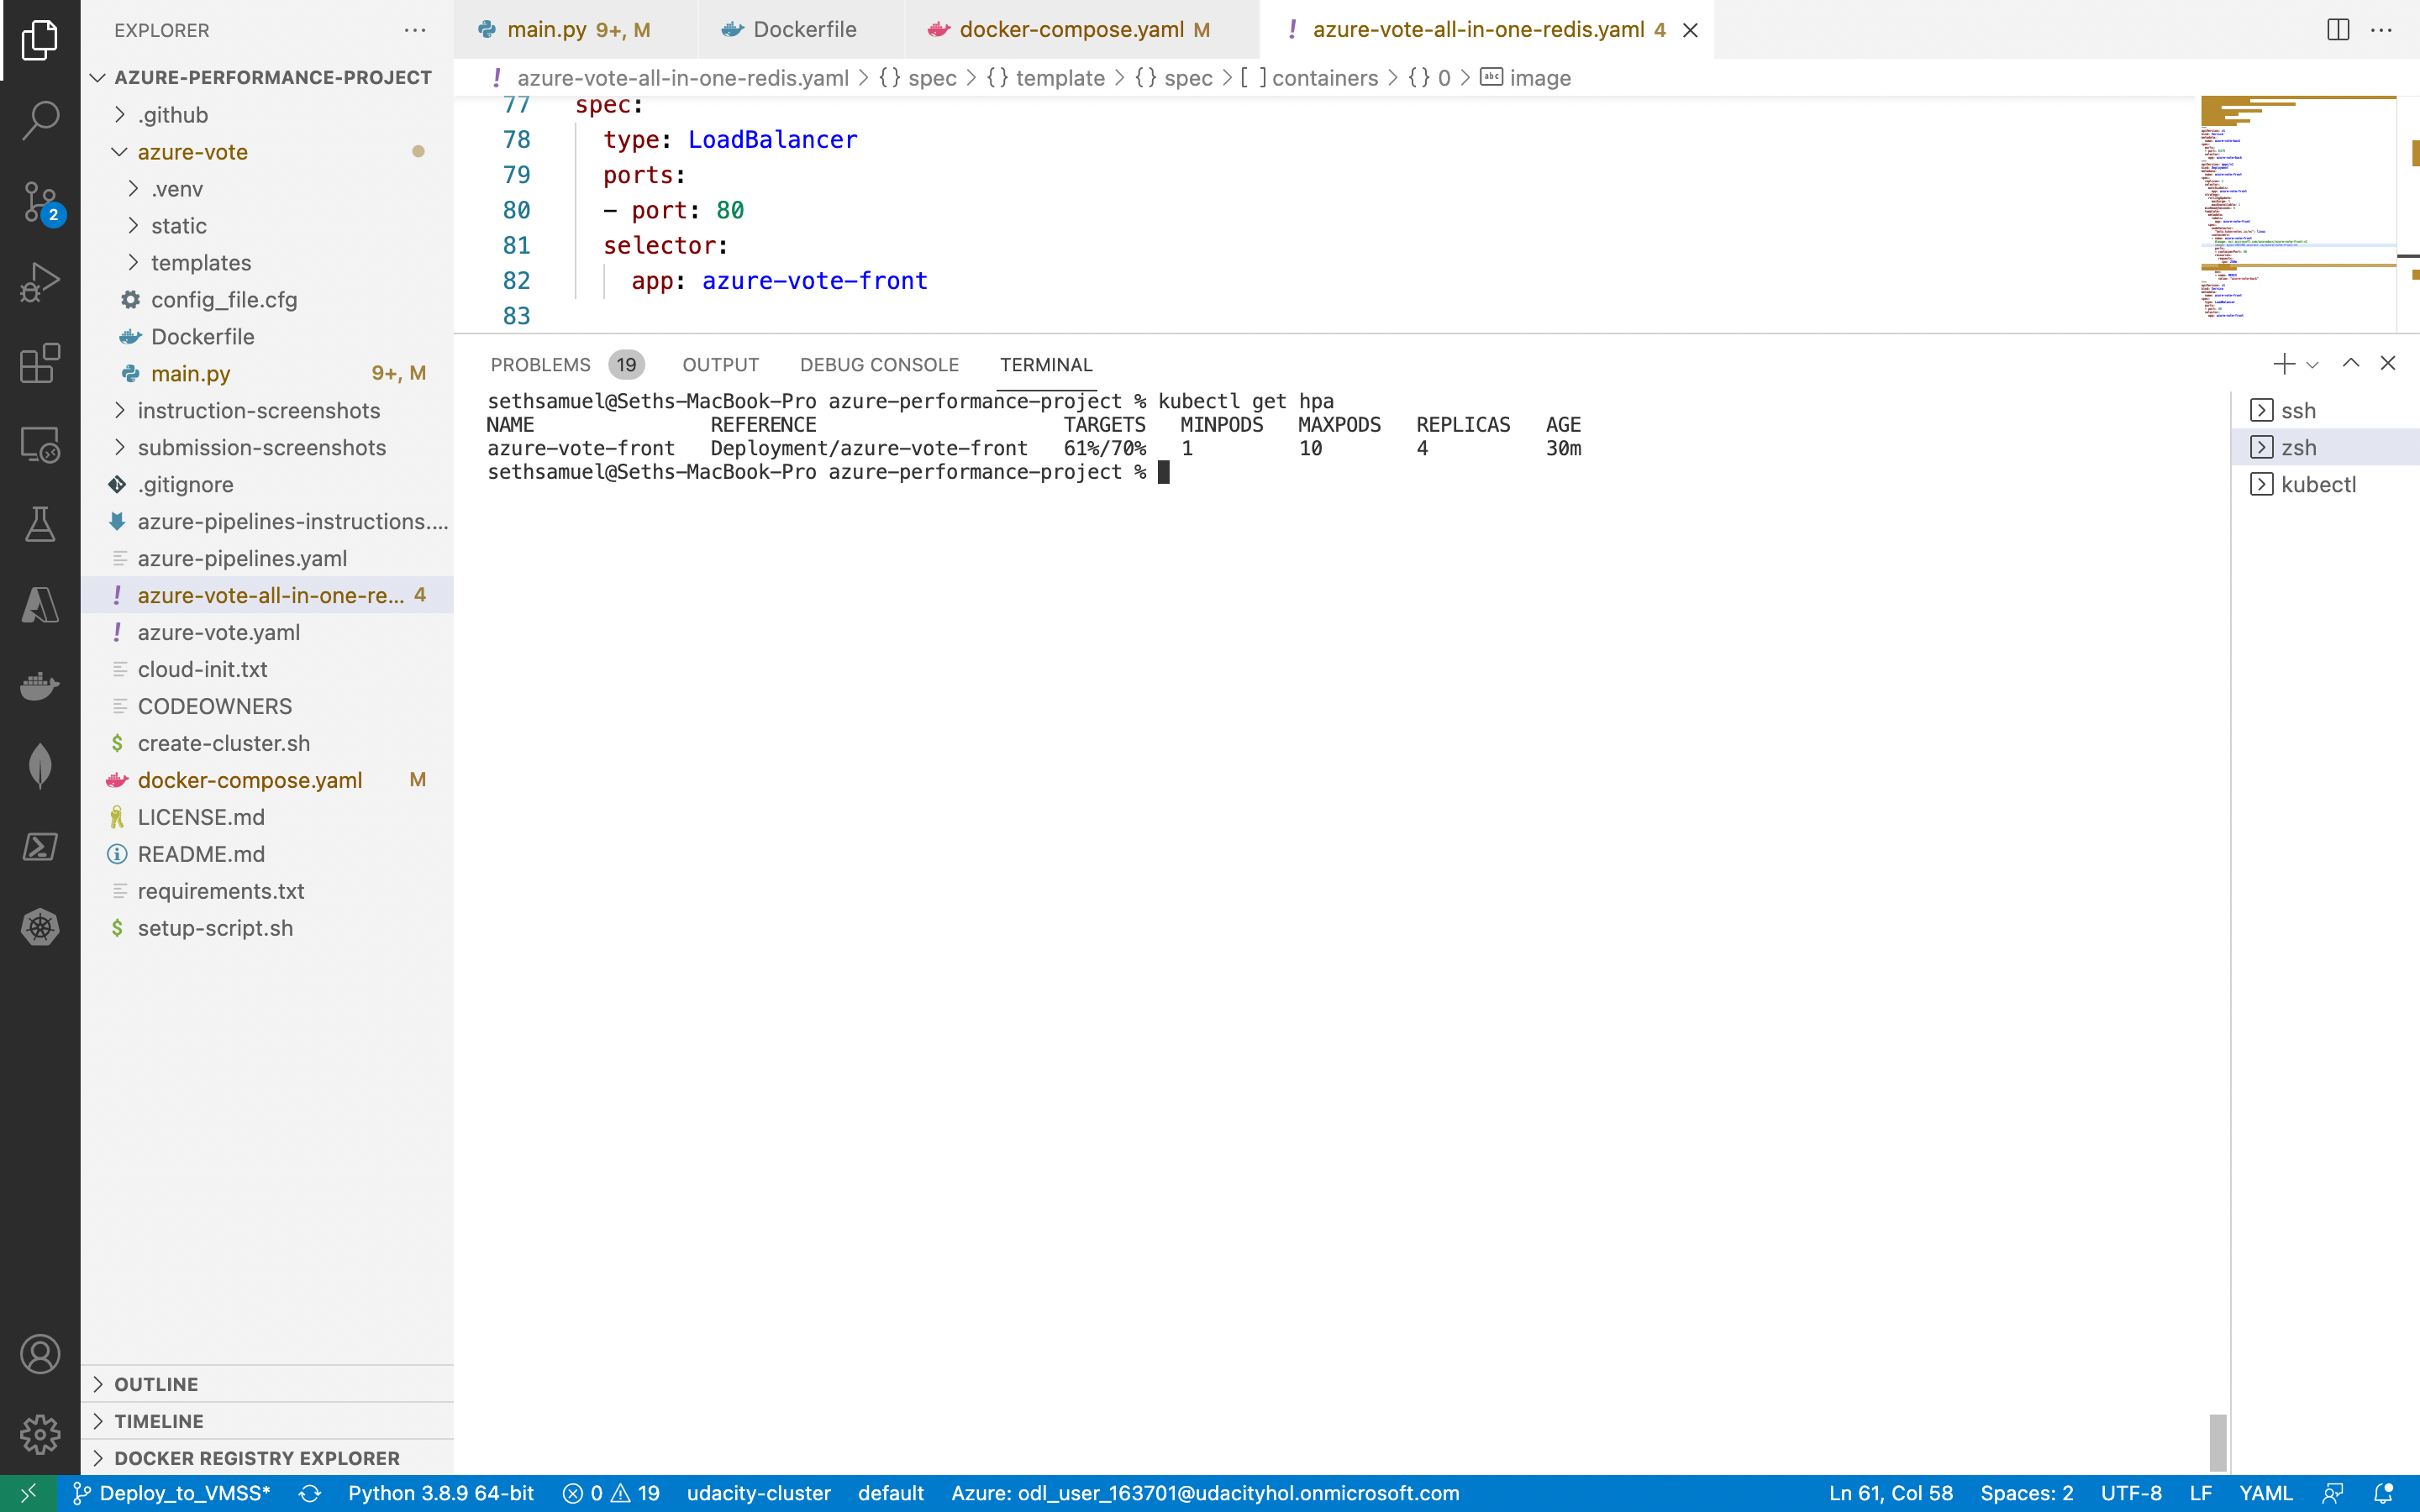 EXPLORER
AZURE-PERFORMANCE-PROJECT
.github
azure-vote
.venv
static
templates
config_file.cfg
Dockerfile
main.py 9+, M
instruction-screenshots
submission-screenshots
.gitignore
azure-pipelines-instructions....
azure-pipelines.yaml
azure-vote-all-in-one-re... 4
azure-vote.yaml
cloud-init.txt
CODEOWNERS
create-cluster.sh
docker-compose.yaml M
LICENSE.md
README.md
requirements.txt
setup-script.sh
OUTLINE
TIMELINE
DOCKER REGISTRY EXPLORER
2
main.py 9+, M
Dockerfile
docker-compose.yaml M
azure-vote-all-in-one-redis.yaml 4
azure-vote-all-in-one-redis.yaml > {} spec > {} template > {} spec > [ ] containers > {} 0 > abc image
77 spec:
78 type: LoadBalancer
79 ports:
80 - port: 80
81 selector:
82 app: azure-vote-front
83
PROBLEMS 19 OUTPUT DEBUG CONSOLE TERMINAL
sethsamuel@Seths-MacBook-Pro azure-performance-project % kubectl get hpa
NAME REFERENCE TARGETS MINPODS MAXPODS REPLICAS AGE
azure-vote-front Deployment/azure-vote-front 61%/70% 1 10 4 30m
sethsamuel@Seths-MacBook-Pro azure-performance-project %
ssh
zsh
kubectl
Deploy_to_VMSS* Python 3.8.9 64-bit 0 19 udacity-cluster default Azure: odl_user_163701@udacityhol.onmicrosoft.com Ln 61, Col 58 Spaces: 2 UTF-8 LF YAML